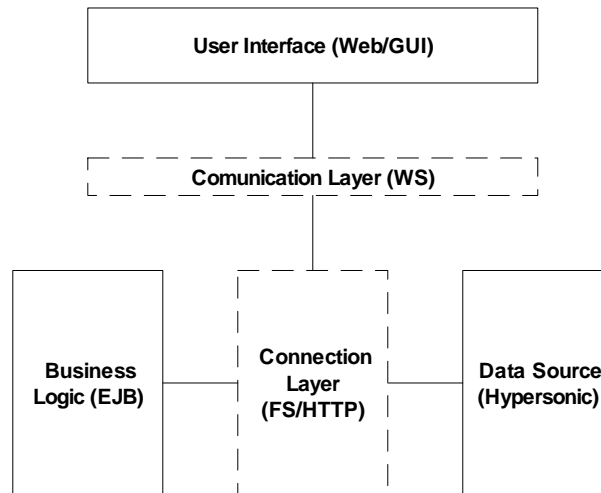 User Interface (Web/GUI)
Comunication Layer (WS)
Business
Logic (EJB)
Connection
Layer
(FS/HTTP)
Data Source
(Hypersonic)